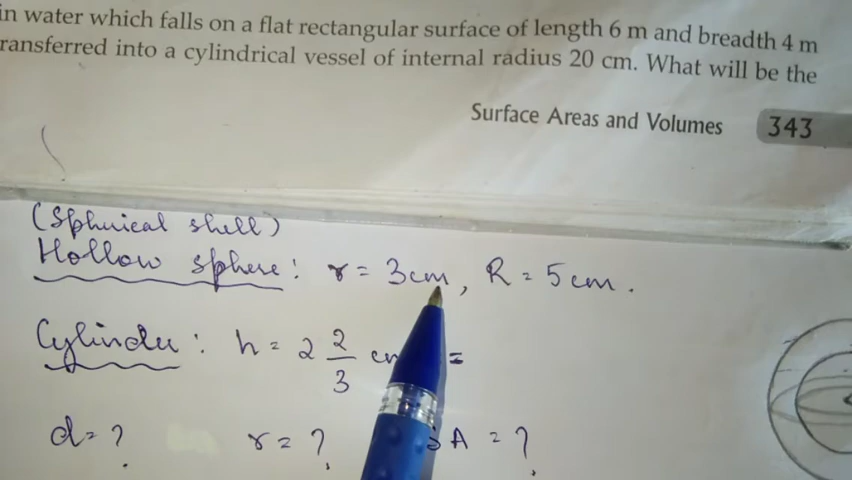 in water which falls on a flat rectangular surface of length 6 m and breadth 4 m
ransferred into a cylindrical vessel of internal radius 20 cm. What will be the
Surface Areas and Volumes 343
(Spherical shell)
Hollow sphere: r = 3cm, R = 5cm.
Cylinder: h = 2 2/3 =
d = ? r = ? A = ?